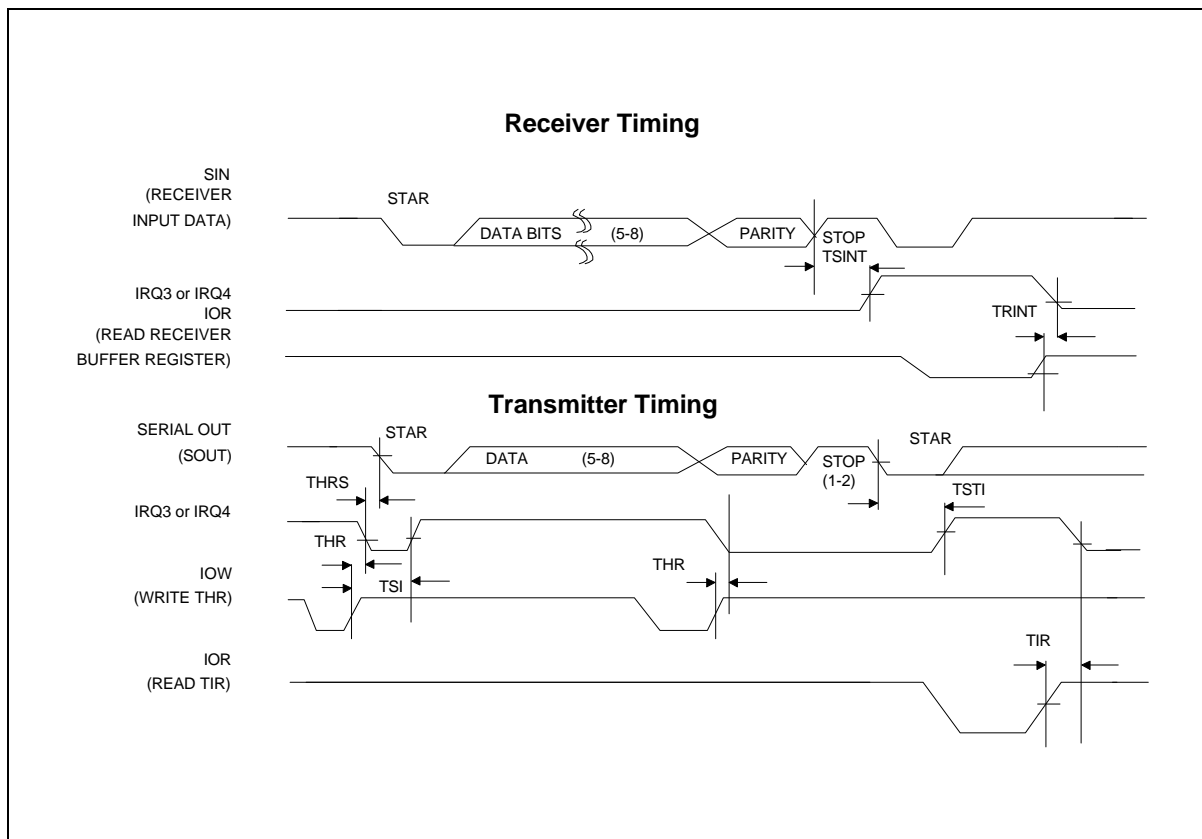 Receiver Timing
SIN
(RECEIVER
INPUT DATA)
STAR
DATA BITS (5-8)
PARITY
STOP
TSINT
IRQ3 or IRQ4
IOR
(READ RECEIVER
BUFFER REGISTER)
TRINT
Transmitter Timing
SERIAL OUT
(SOUT)
STAR
DATA (5-8)
PARITY
STOP
(1-2)
STAR
THRS
TSTI
IRQ3 or IRQ4
THR
THR
TSI
IOW
(WRITE THR)
TIR
IOR
(READ TIR)